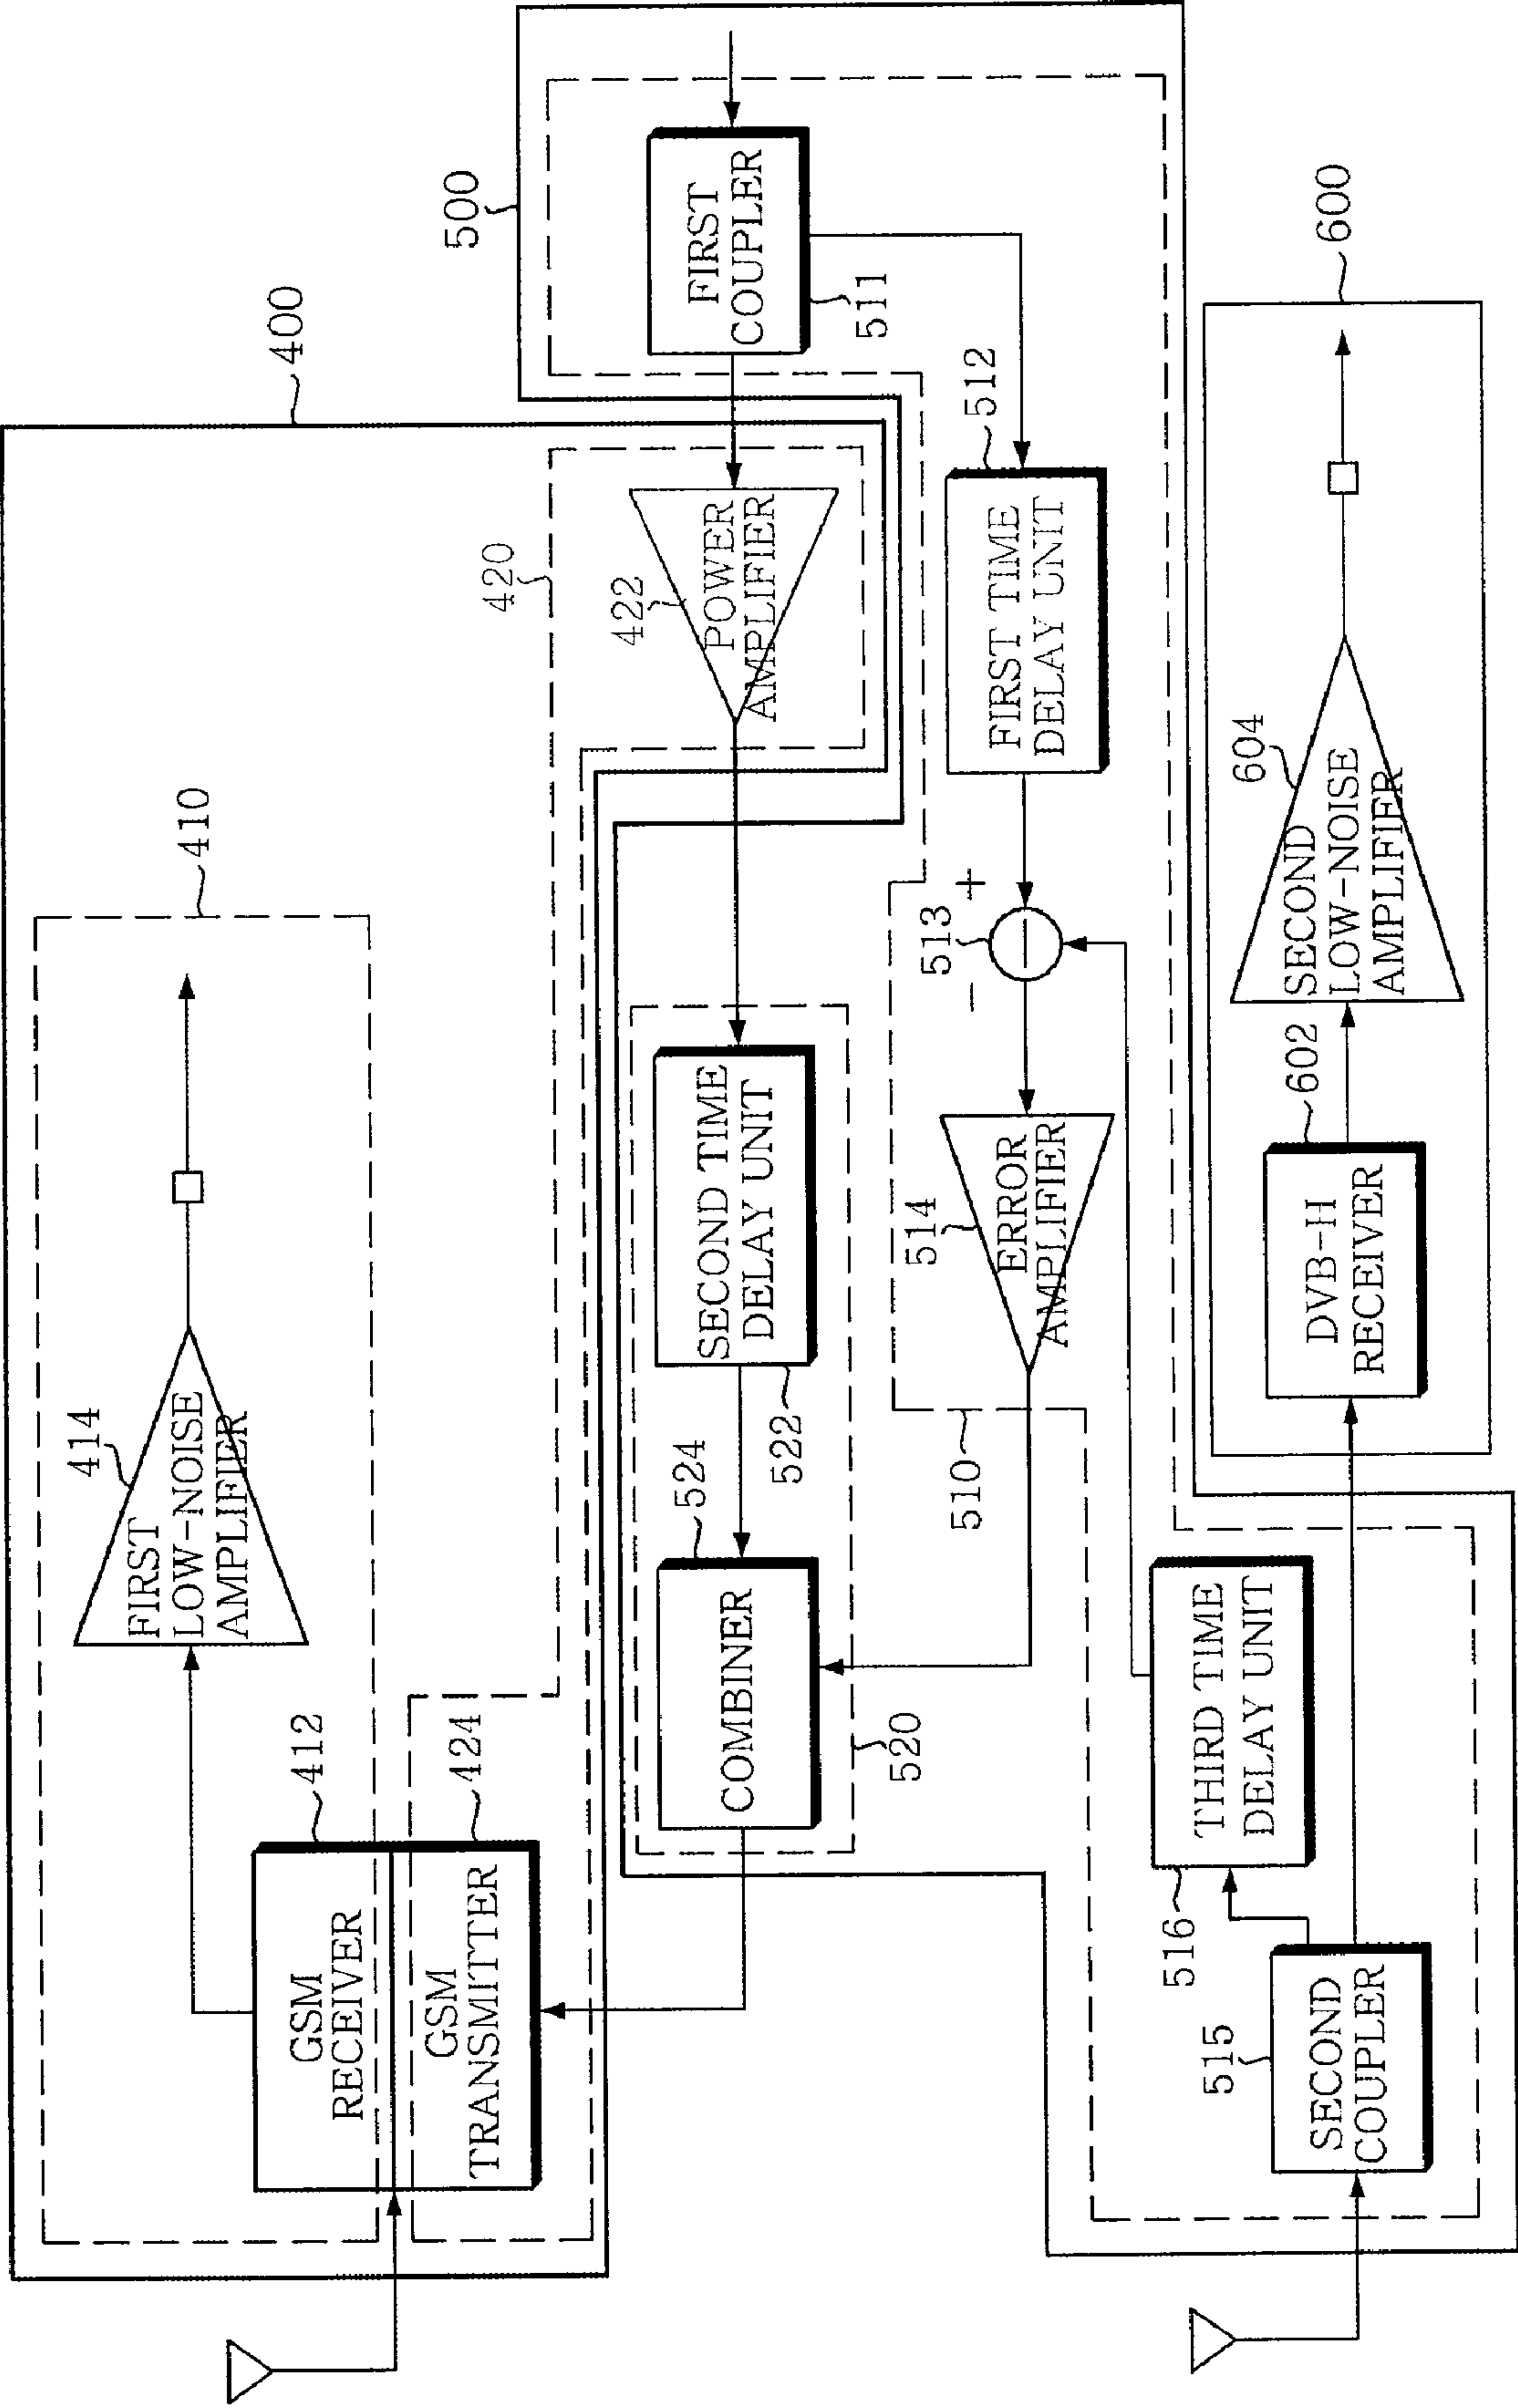 400
410
414
FIRST
LOW-NOISE
AMPLIFIER
412
GSM
RECEIVER
424
GSM
TRANSMITTER
420
422
POWER
AMPLIFIER
500
FIRST
COUPLER
511
SECOND TIME
DELAY UNIT
522
524
COMBINER
520
512
FIRST TIME
DELAY UNIT
513
+
−
514
ERROR
AMPLIFIER
510
THIRD TIME
DELAY UNIT
516
515
SECOND
COUPLER
600
602
DVB-H
RECEIVER
604
SECOND
LOW-NOISE
AMPLIFIER